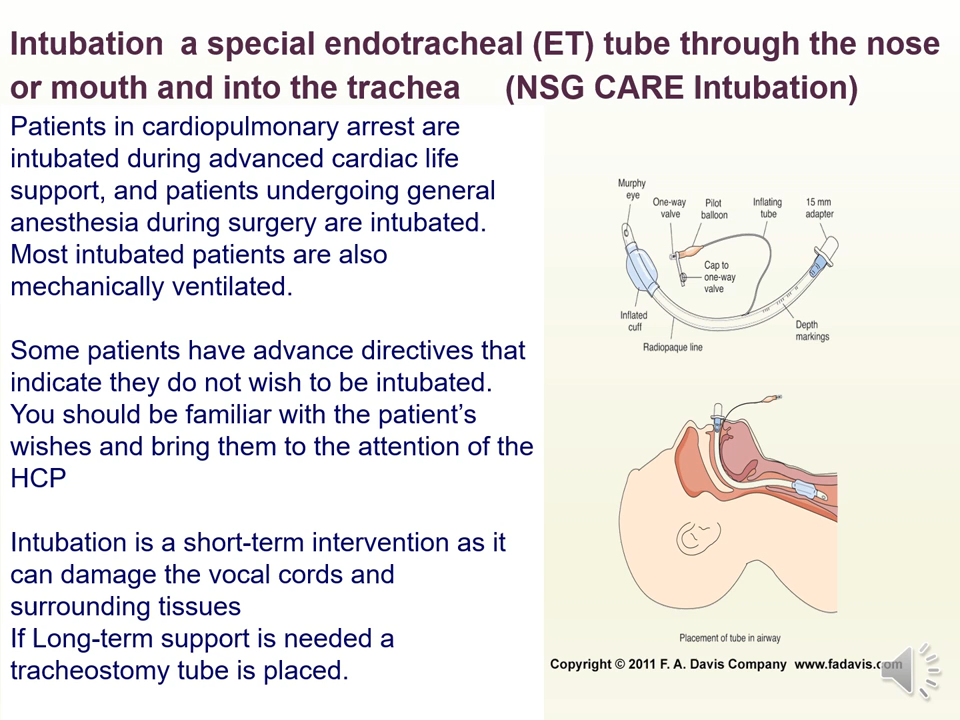 Intubation a special endotracheal (ET) tube through the nose
or mouth and into the trachea (NSG CARE Intubation)
Patients in cardiopulmonary arrest are
intubated during advanced cardiac life
support, and patients undergoing general
anesthesia during surgery are intubated.
Most intubated patients are also
mechanically ventilated.
Some patients have advance directives that
indicate they do not wish to be intubated.
You should be familiar with the patient’s
wishes and bring them to the attention of the
HCP
Intubation is a short-term intervention as it
can damage the vocal cords and
surrounding tissues
If Long-term support is needed a
tracheostomy tube is placed.
Murphy
eye
One-way
valve
Pilot
balloon
Inflating
tube
15 mm
adapter
Cap to
one-way
valve
Inflated
cuff
Radiopaque line
Depth
markings
Placement of tube in airway
Copyright © 2011 F. A. Davis Company www.fadavis.com